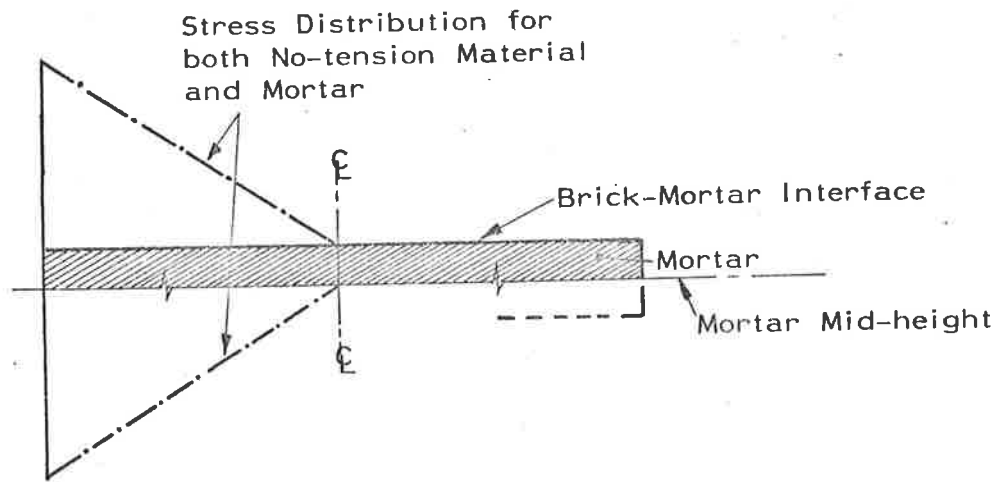 Stress Distribution for
both No-tension Material
and Mortar
℄
Brick-Mortar Interface
Mortar
Mortar Mid-height
℄